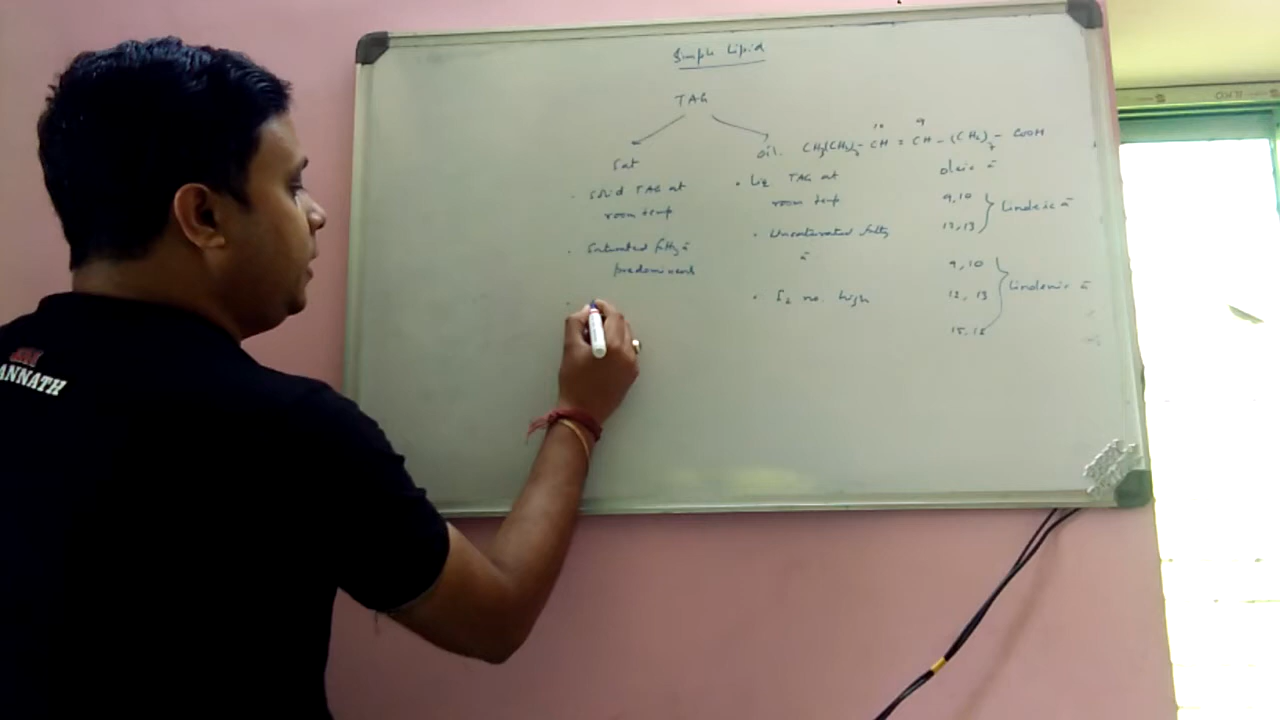 Simple Lipid
TAG
Fat
• Solid TAG at
room temp
• Saturated fatty ā
predominent
•
Oil.
• Liq TAG at
room temp
• Unsaturated fatty
ā
• I₂ no. high
10 9
CH₃(CH₂)₇ – CH = CH – (CH₂)₇ – COOH
Oleic ā
9,10
12,13
} Linoleic ā
9,10
12, 13
15,16
} Linolenic ā
ANNATH